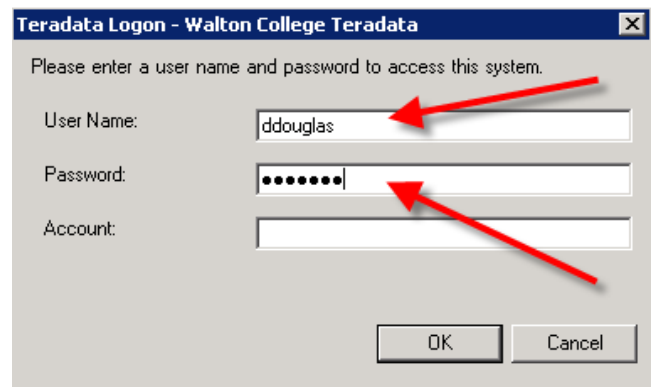 Teradata Logon - Walton College Teradata
Please enter a user name and password to access this system.
User Name:
ddouglas
Password:
●●●●●●●
Account:
OK
Cancel